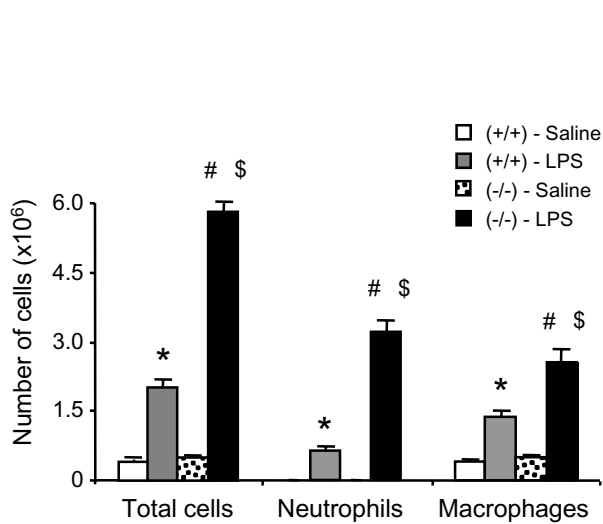 (+/+) - Saline
(+/+) - LPS
(-/-) - Saline
(-/-) - LPS
Number of cells (x10⁶)
6.0
4.5
3.0
1.5
0
* # $
* # $
* # $
Total cells Neutrophils Macrophages